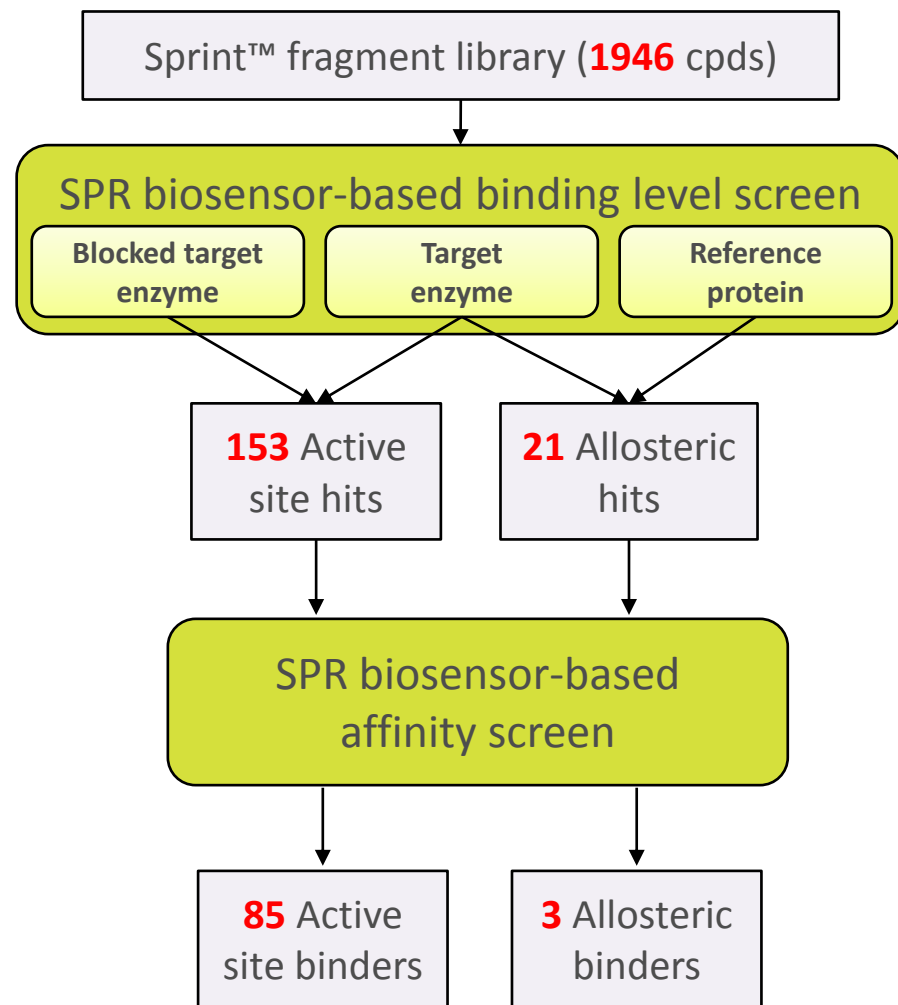 Sprint™ fragment library (1946 cpds)
SPR biosensor-based binding level screen
Blocked target
enzyme
Target
enzyme
Reference
protein
153 Active
site hits
21 Allosteric
hits
SPR biosensor-based
affinity screen
85 Active
site binders
3 Allosteric
binders